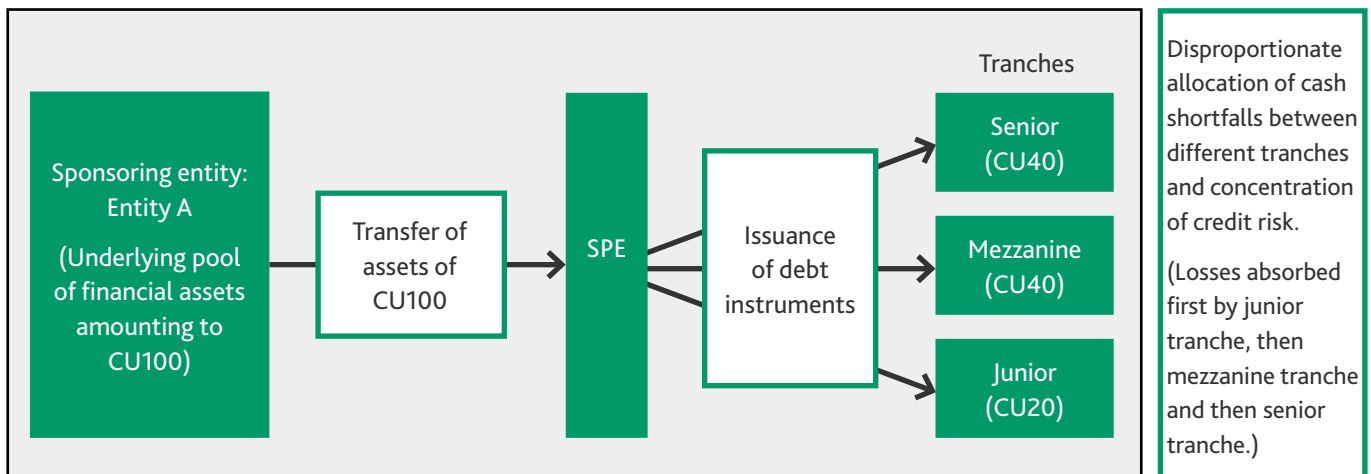 Sponsoring entity:
Entity A
(Underlying pool
of financial assets
amounting to
CU100)
Transfer of
assets of
CU100
SPE
Issuance
of debt
instruments
Tranches
Senior
(CU40)
Mezzanine
(CU40)
Junior
(CU20)
Disproportionate
allocation of cash
shortfalls between
different tranches
and concentration
of credit risk.
(Losses absorbed
first by junior
tranche, then
mezzanine tranche
and then senior
tranche.)